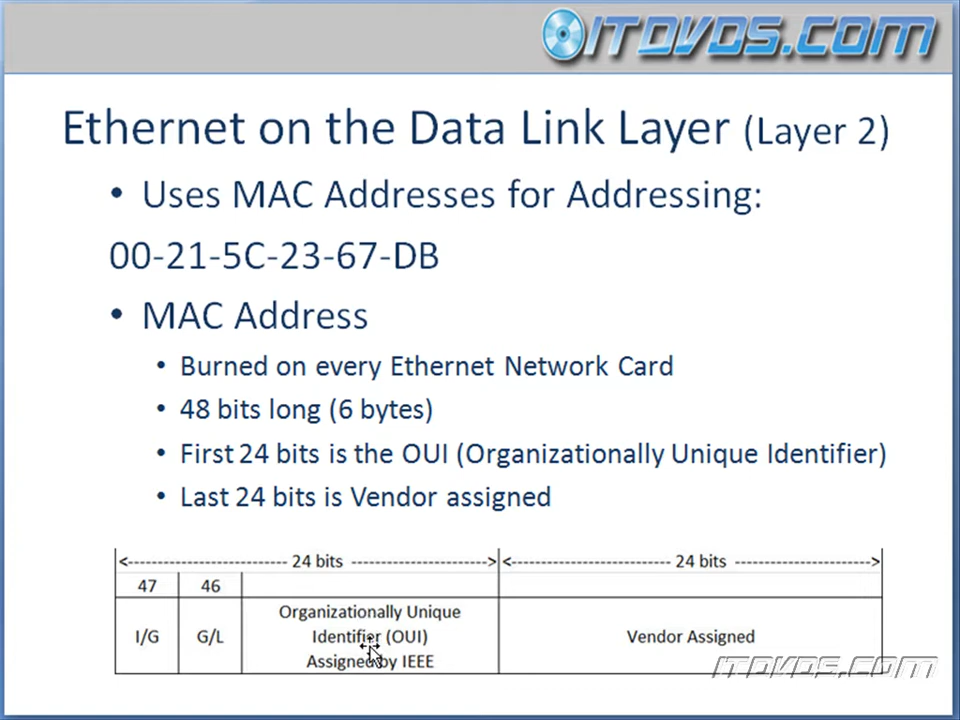 ITDVDS.COM
Ethernet on the Data Link Layer (Layer 2)
• Uses MAC Addresses for Addressing:
00-21-5C-23-67-DB
• MAC Address
• Burned on every Ethernet Network Card
• 48 bits long (6 bytes)
• First 24 bits is the OUI (Organizationally Unique Identifier)
• Last 24 bits is Vendor assigned
<----------------------- 24 bits ------------------->
<----------------------- 24 bits ------------------->
47 46
I/G G/L Organizationally Unique
Identifier (OUI)
Assigned by IEEE
Vendor Assigned
ITDVDS.COM